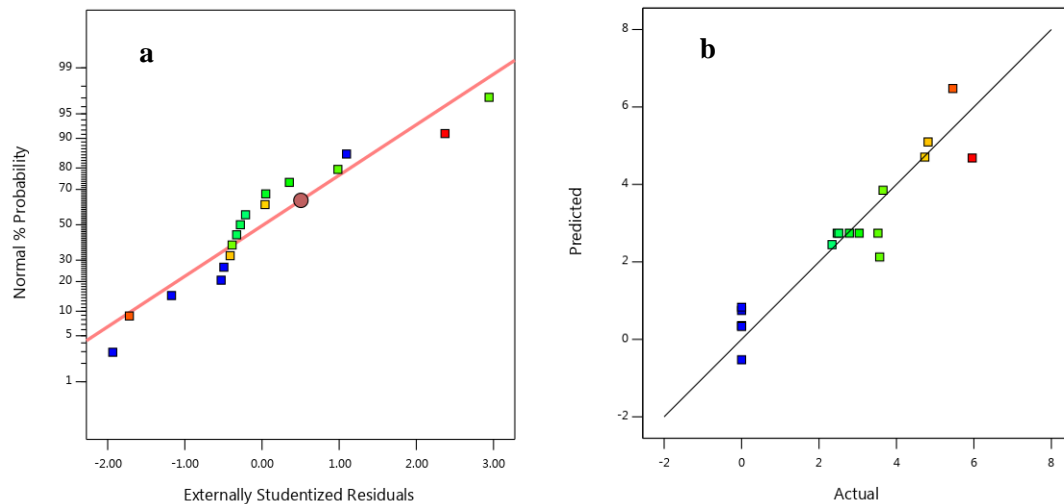 a
Normal % Probability
99
95
90
80
70
50
30
20
10
5
1
-2.00 -1.00 0.00 1.00 2.00 3.00
Externally Studentized Residuals
b
Predicted
8
6
4
2
0
-2
-2 0 2 4 6 8
Actual